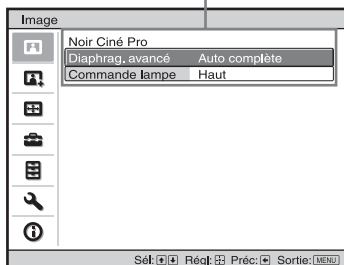 Image
Noir Ciné Pro
Diaphrag. avancé Auto complète
Commande lampe Haut
Sél: Régl: Préc: Sortie: MENU